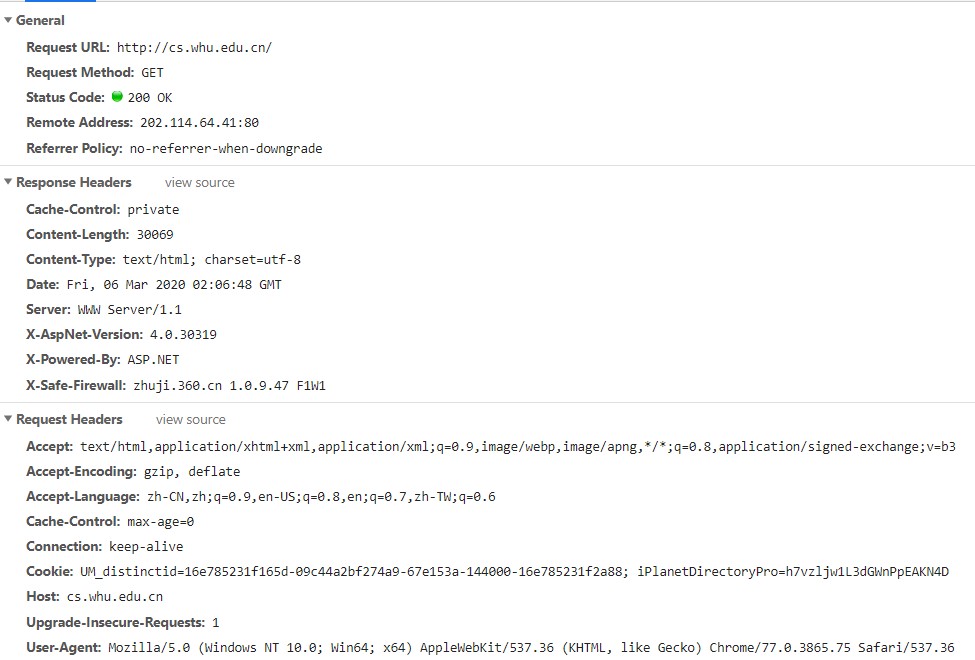 General
Request URL: http://cs.whu.edu.cn/
Request Method: GET
Status Code: 200 OK
Remote Address: 202.114.64.41:80
Referrer Policy: no-referrer-when-downgrade
Response Headers view source
Cache-Control: private
Content-Length: 30069
Content-Type: text/html; charset=utf-8
Date: Fri, 06 Mar 2020 02:06:48 GMT
Server: WWW Server/1.1
X-AspNet-Version: 4.0.30319
X-Powered-By: ASP.NET
X-Safe-Firewall: zhuji.360.cn 1.0.9.47 F1W1
Request Headers view source
Accept: text/html,application/xhtml+xml,application/xml;q=0.9,image/webp,image/apng,*/*;q=0.8,application/signed-exchange;v=b3
Accept-Encoding: gzip, deflate
Accept-Language: zh-CN,zh;q=0.9,en-US;q=0.8,en;q=0.7,zh-TW;q=0.6
Cache-Control: max-age=0
Connection: keep-alive
Cookie: UM_distinctid=16e785231f165d-09c44a2bf274a9-67e153a-144000-16e785231f2a88; iPlanetDirectoryPro=h7vzljw1L3dGWnPpEAKN4D
Host: cs.whu.edu.cn
Upgrade-Insecure-Requests: 1
User-Agent: Mozilla/5.0 (Windows NT 10.0; Win64; x64) AppleWebKit/537.36 (KHTML, like Gecko) Chrome/77.0.3865.75 Safari/537.36